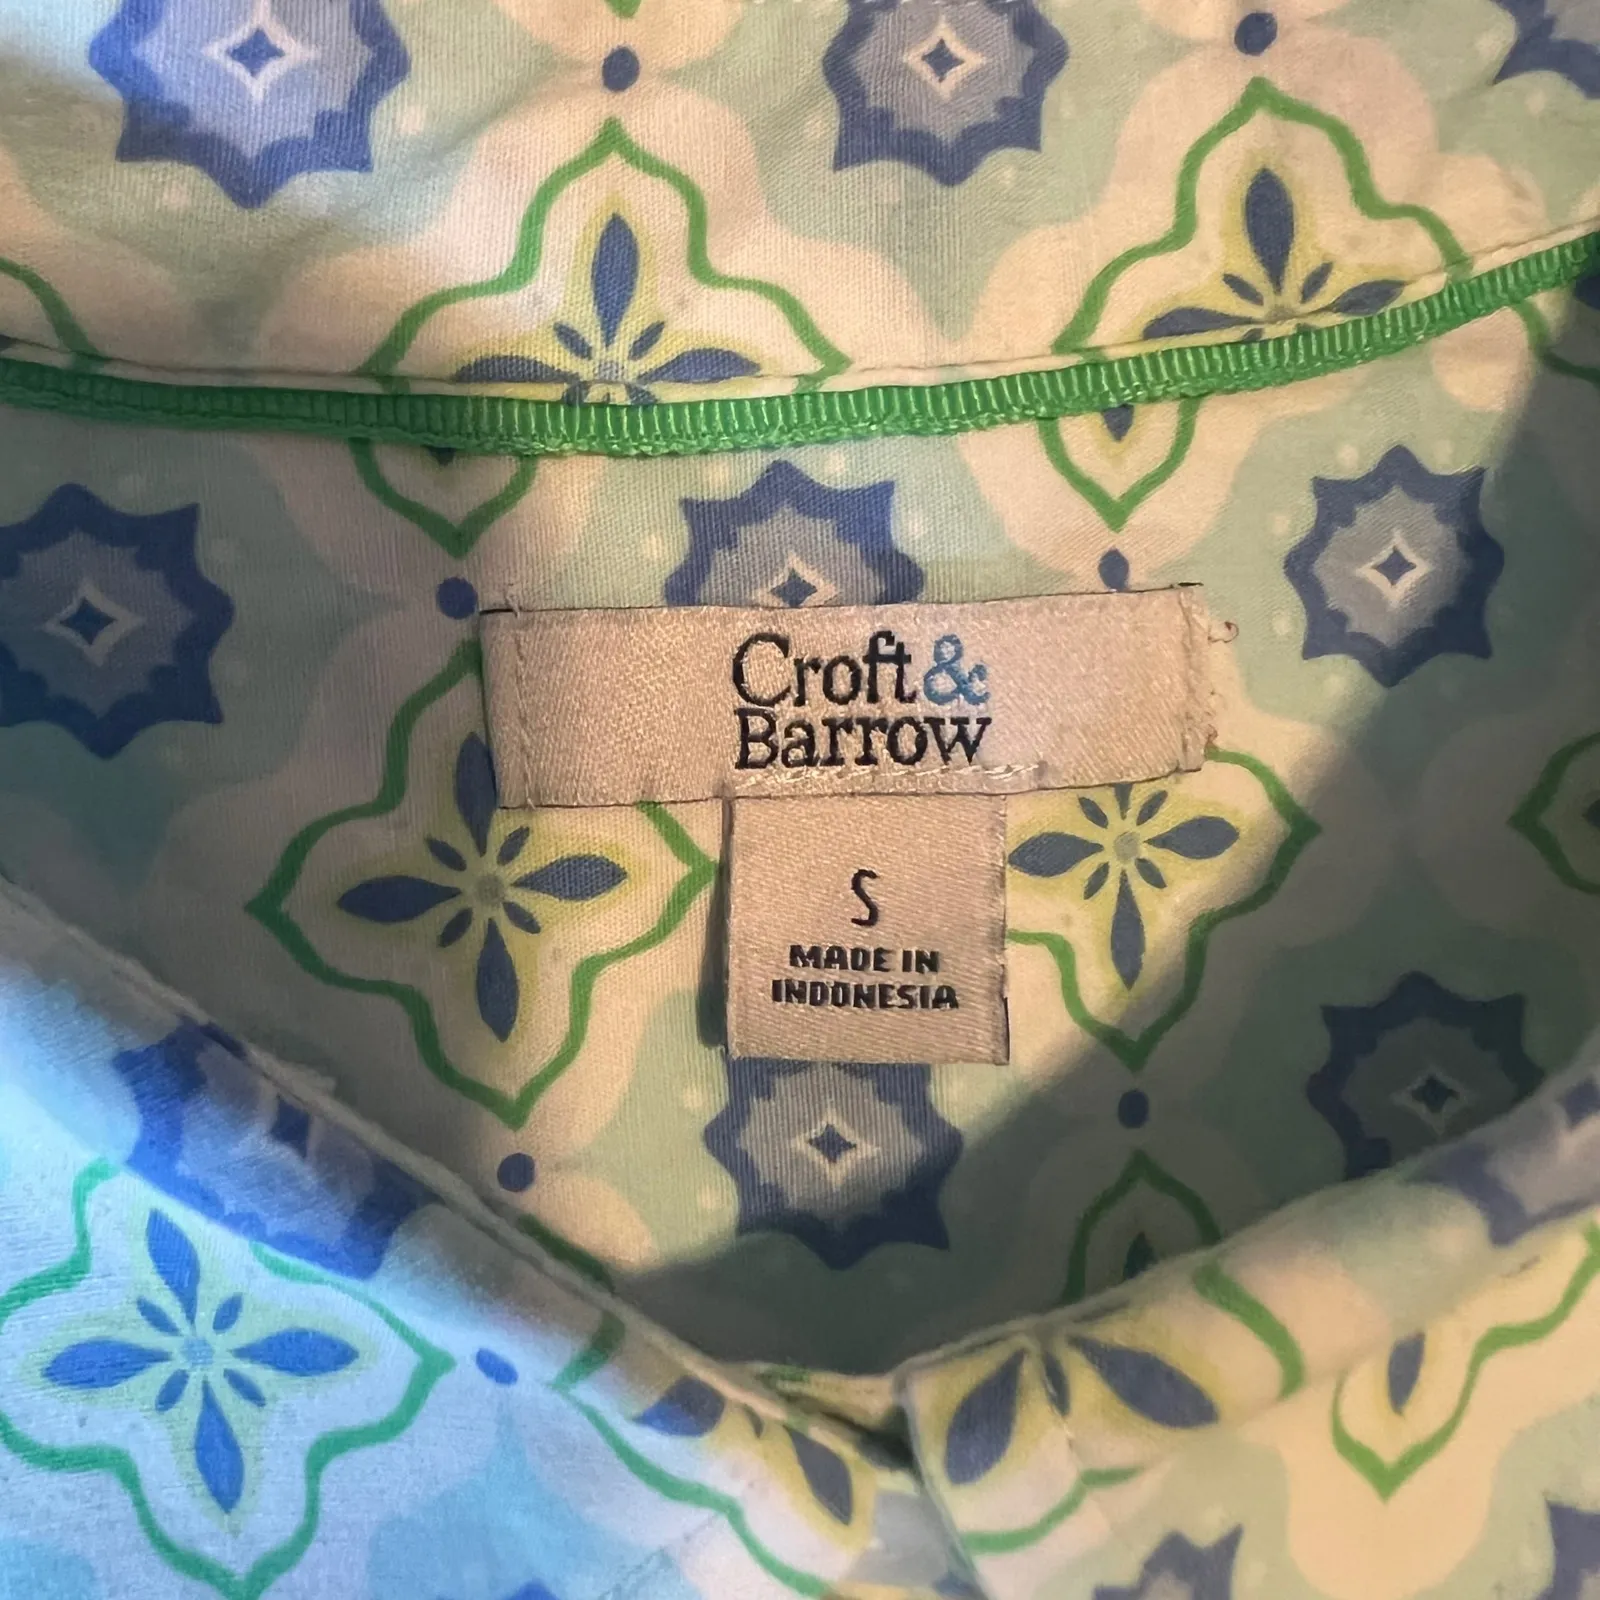 Croft &
Barrow
S
MADE IN
INDONESIA